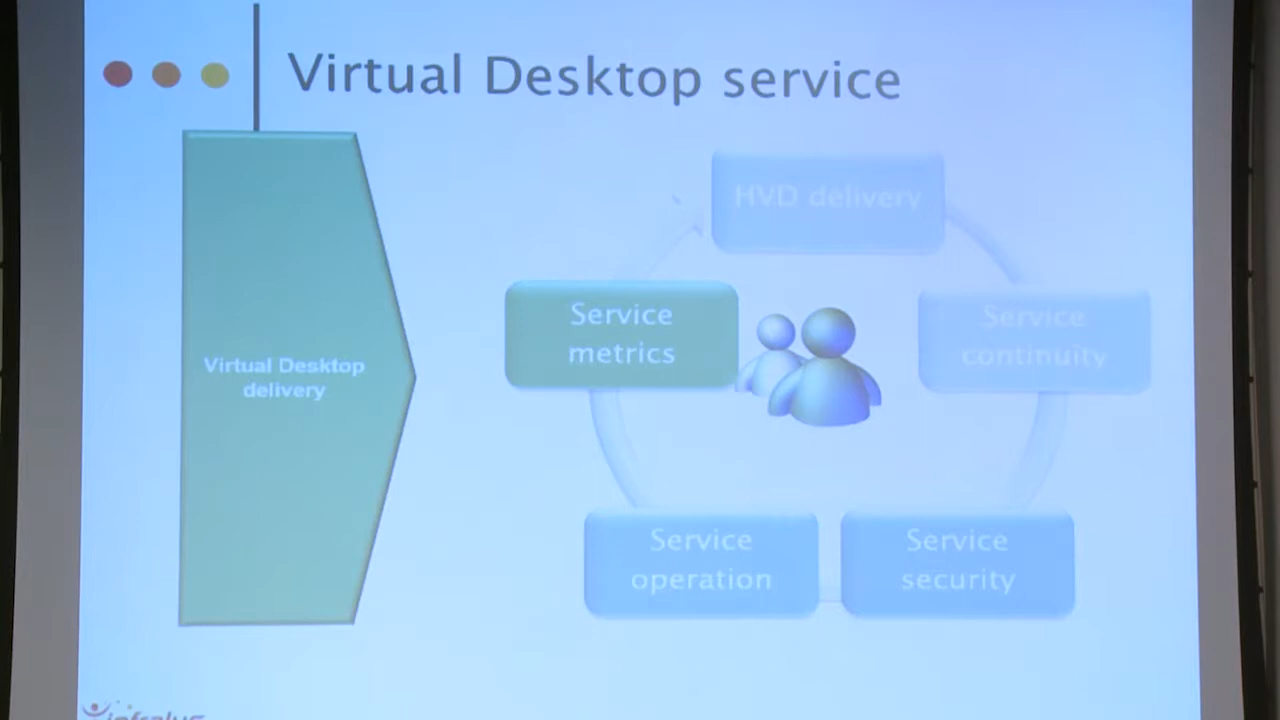 Virtual Desktop service
Virtual Desktop
delivery
HVD delivery
Service
metrics
Service
continuity
Service
operation
Service
security